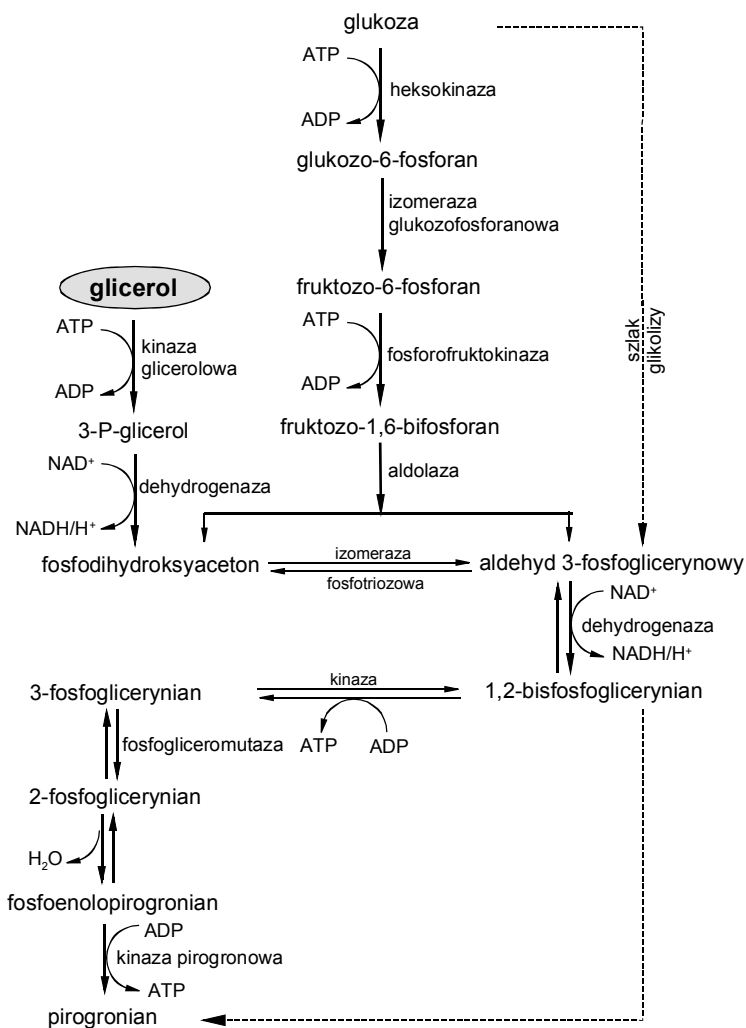 glukoza
ATP
heksokinaza
ADP
glukozo-6-fosforan
izomeraza
glukozofosforanowa
glicerol
fruktozo-6-fosforan
ATP
kinaza
glicerolowa
ADP
ATP
fosforofruktokinaza
ADP
szlak
glikolizy
3-P-glicerol
fruktozo-1,6-bifosforan
NAD⁺
dehydrogenaza
NADH/H⁺
aldolaza
fosfodihydroksyaceton
izomeraza
fosfotriozowa
aldehyd 3-fosfoglicerynowy
NAD⁺
dehydrogenaza
NADH/H⁺
3-fosfoglicerynian
kinaza
1,2-bisfosfoglicerynian
ATP
ADP
fosfogliceromutaza
2-fosfoglicerynian
H₂O
fosfoenolopirogronian
ADP
kinaza pirogronowa
ATP
pirogronian